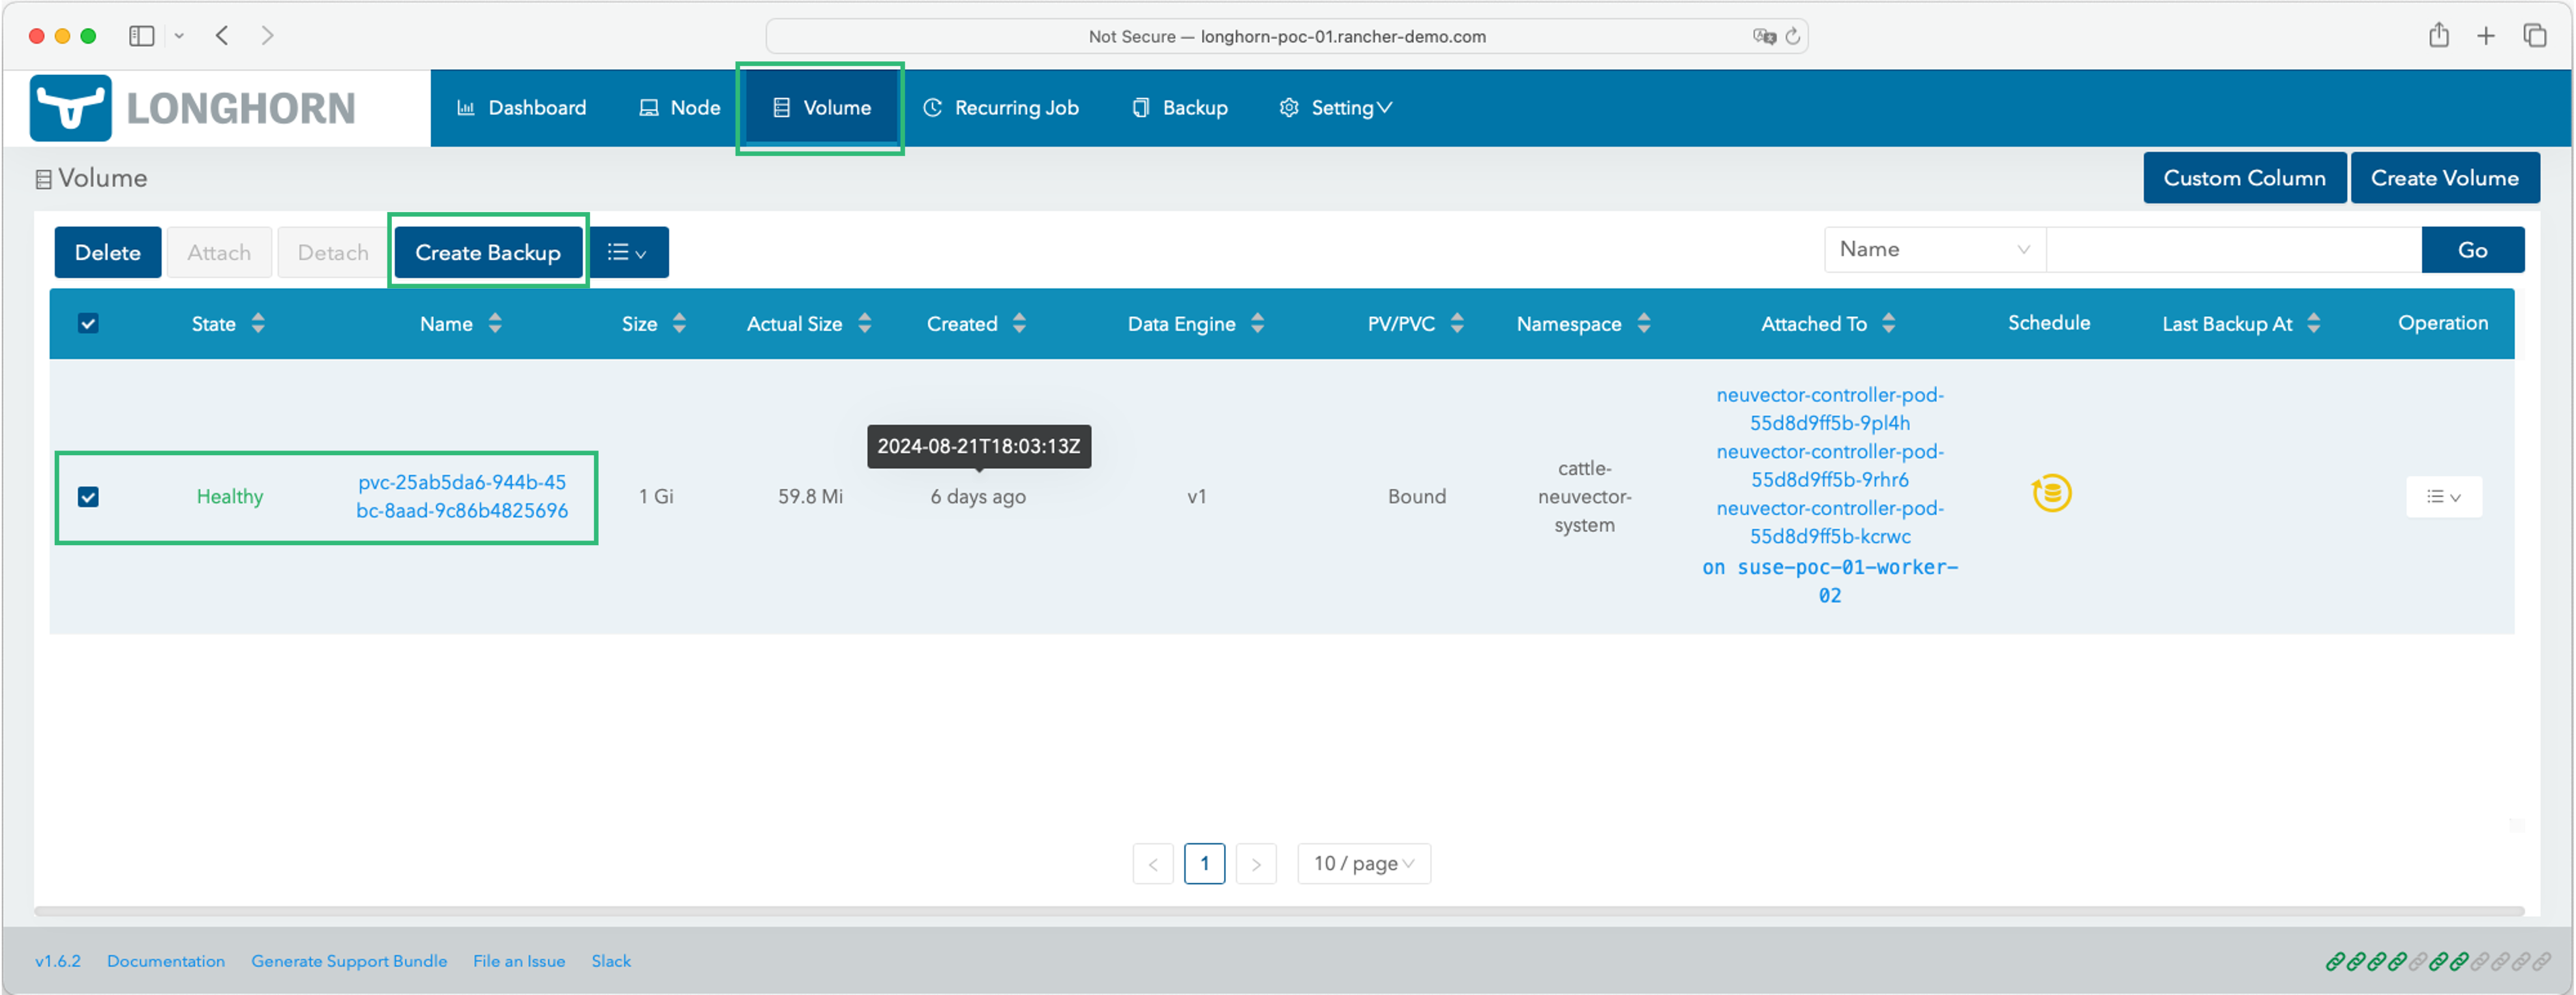 Not Secure — longhorn-poc-01.rancher-demo.com
LONGHORN
Dashboard
Node
Volume
Recurring Job
Backup
Setting
Volume
Custom Column
Create Volume
Delete
Attach
Detach
Create Backup
Name
Go
State
Name
Size
Actual Size
Created
Data Engine
PV/PVC
Namespace
Attached To
Schedule
Last Backup At
Operation
2024-08-21T18:03:13Z
Healthy
pvc-25ab5da6-944b-45
bc-8aad-9c86b4825696
1 Gi
59.8 Mi
6 days ago
v1
Bound
cattle-
neuvector-
system
neuvector-controller-pod-
55d8d9ff5b-9pl4h
neuvector-controller-pod-
55d8d9ff5b-9rhr6
neuvector-controller-pod-
55d8d9ff5b-kcrwc
on suse-poc-01-worker-
02
1
10 / page
v1.6.2
Documentation
Generate Support Bundle
File an Issue
Slack